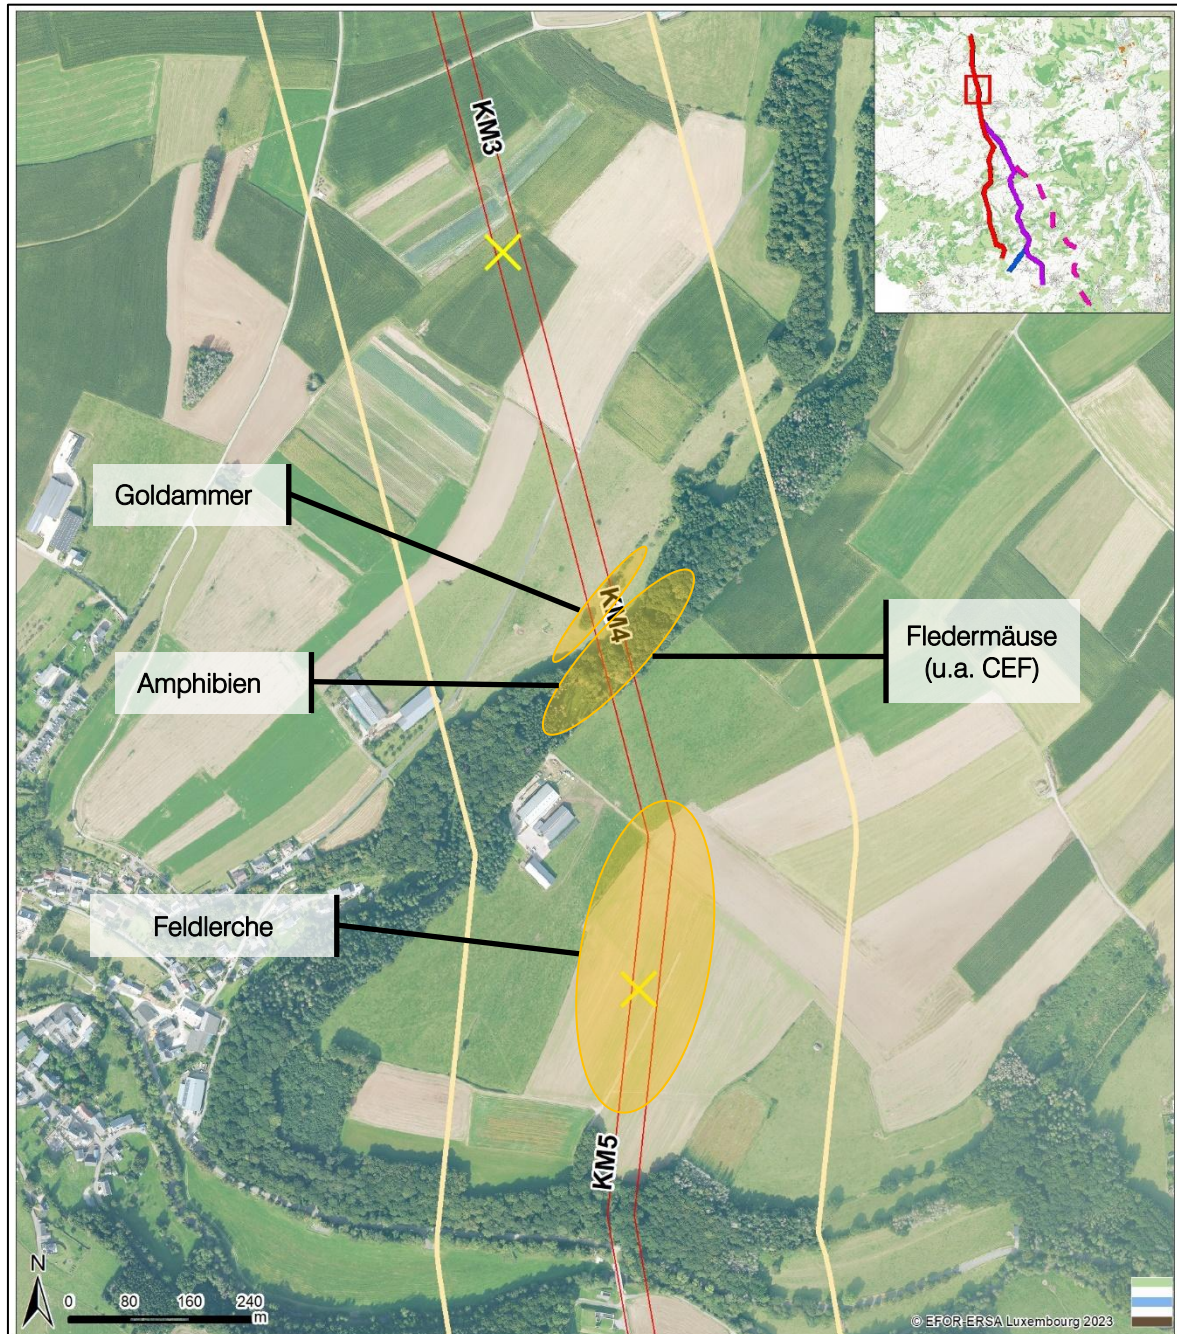 KM3
Goldammer
KM4
Fledermäuse
(u.a. CEF)
Amphibien
Feldlerche
KM5
N
0 80 160 240
m
© EFOR-ERSA Luxembourg 2023